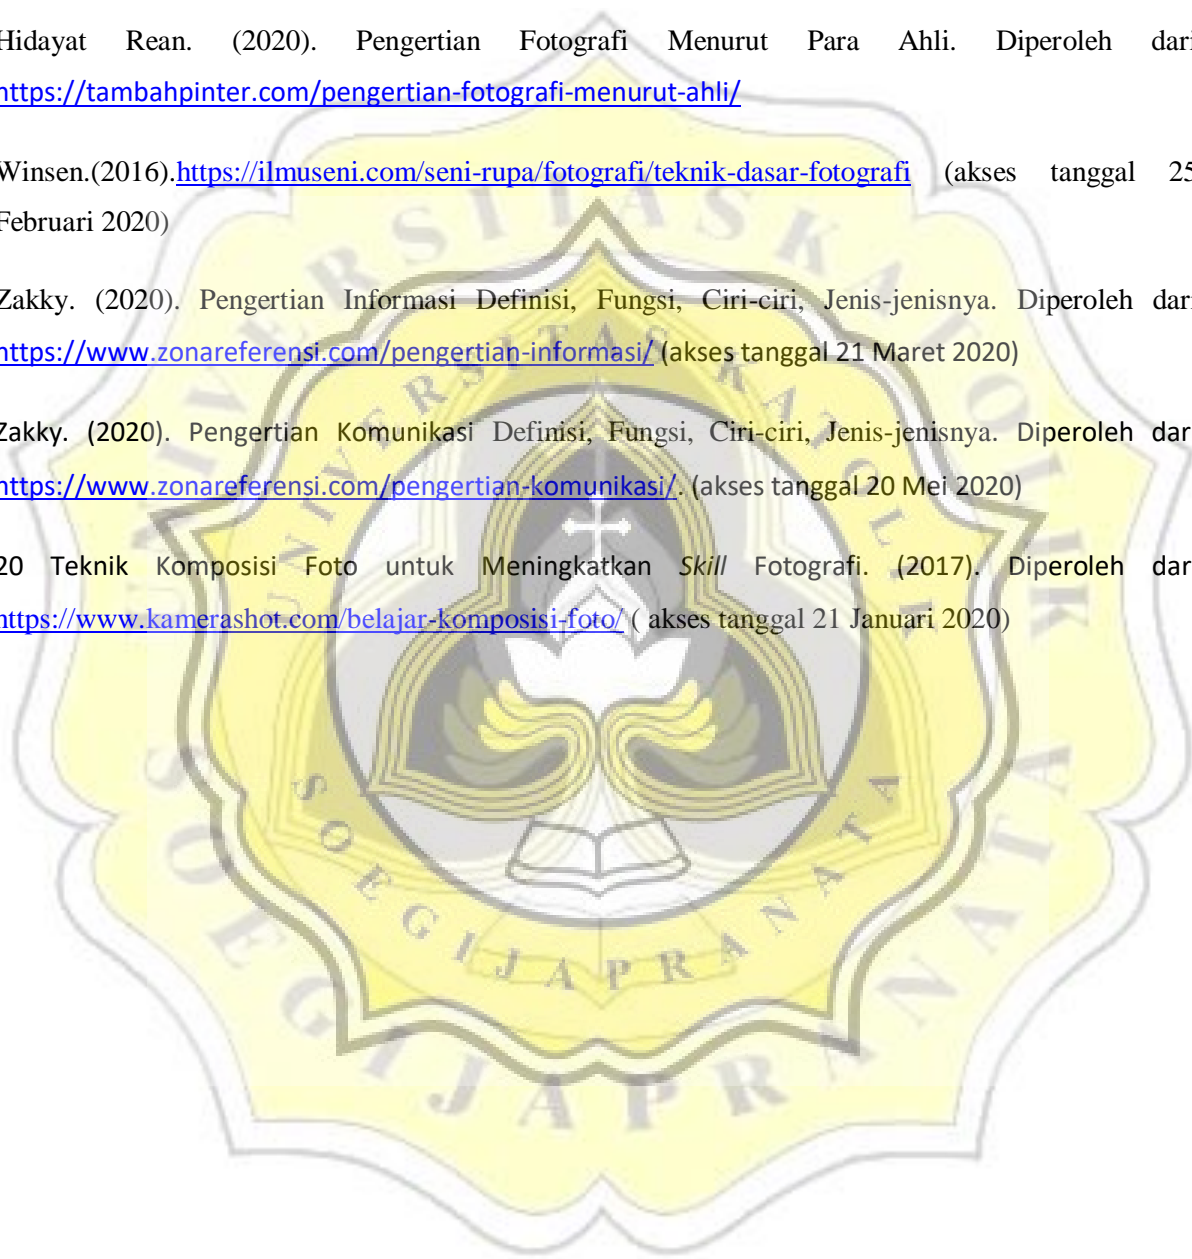 Hidayat Rean. (2020). Pengertian Fotografi Menurut Para Ahli. Diperoleh dari
https://tambahpinter.com/pengertian-fotografi-menurut-ahli/
Winsen.(2016).https://ilmuseni.com/seni-rupa/fotografi/teknik-dasar-fotografi (akses tanggal 25
Februari 2020)
Zakky. (2020). Pengertian Informasi Definisi, Fungsi, Ciri-ciri, Jenis-jenisnya. Diperoleh dari
https://www.zonareferensi.com/pengertian-informasi/ (akses tanggal 21 Maret 2020)
Zakky. (2020). Pengertian Komunikasi Definisi, Fungsi, Ciri-ciri, Jenis-jenisnya. Diperoleh dari
https://www.zonareferensi.com/pengertian-komunikasi/. (akses tanggal 20 Mei 2020)
20 Teknik Komposisi Foto untuk Meningkatkan Skill Fotografi. (2017). Diperoleh dari
https://www.kamerashot.com/belajar-komposisi-foto/ ( akses tanggal 21 Januari 2020)
UNIVERSITAS KATOLIK
SOEGIJAPRANATA
UNIVERSITAS KATOLIK
SOEGIJAPRANATA